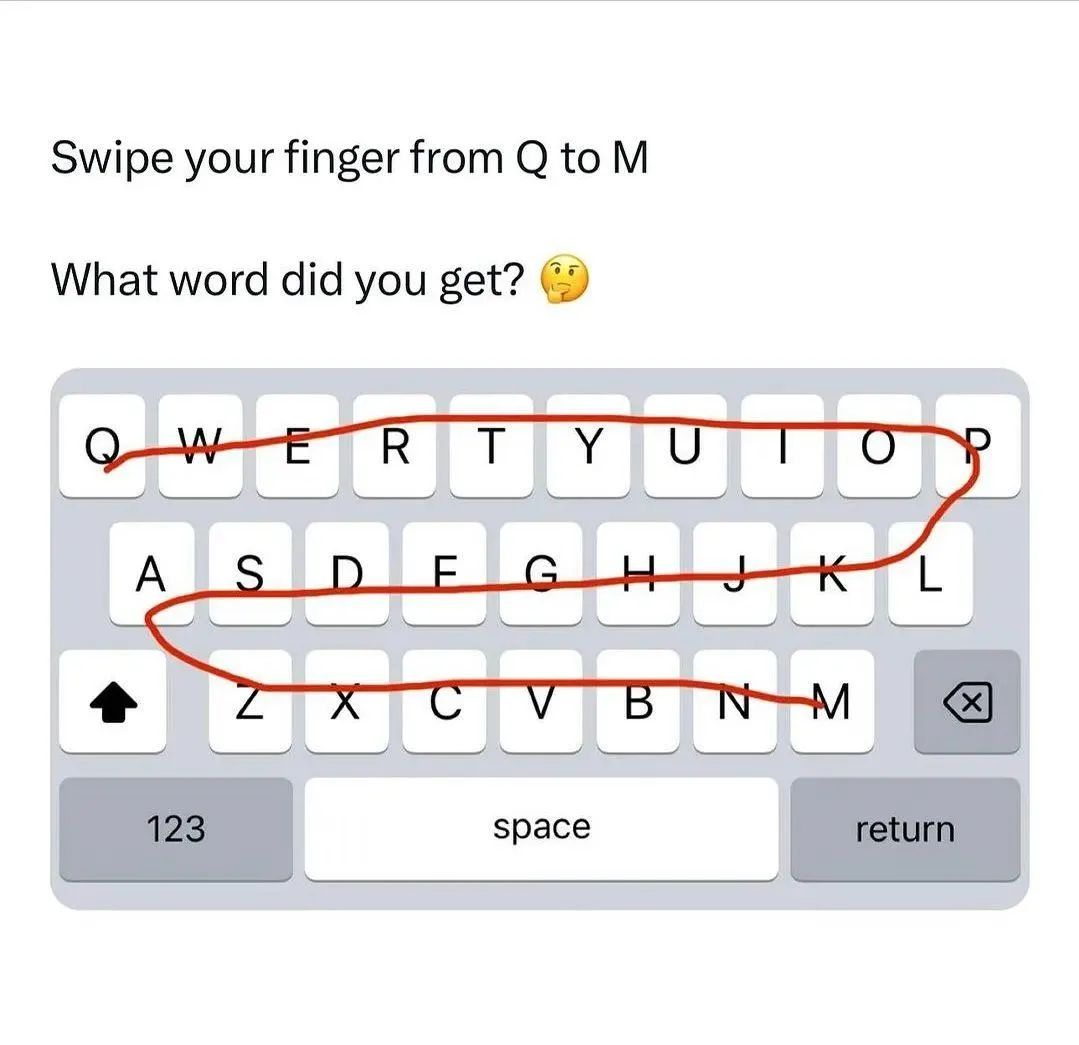 Swipe your finger from Q to M
What word did you get? 🤔
Q W E R T Y U I O P
A S D F G H J K L
Z X C V B N M
123 space return